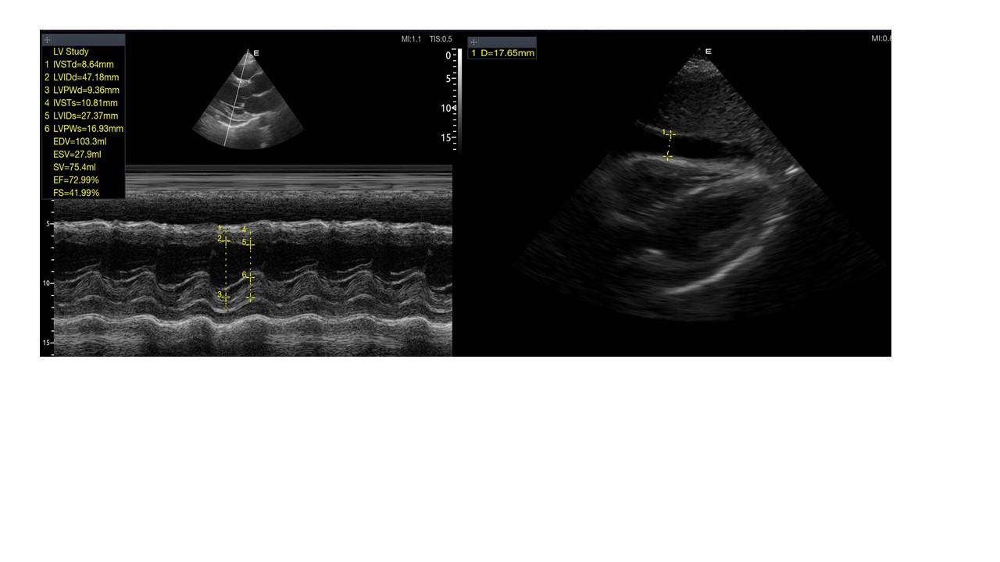 MI:1.1 TIS:0.5
LV Study
1 IVSTd=8.64mm
2 LVIDd=47.18mm
3 LVPWd=9.36mm
4 IVSTs=10.81mm
5 LVIDs=27.37mm
6 LVPWs=16.93mm
EDV=103.3ml
ESV=27.9ml
SV=75.4ml
EF=72.99%
FS=41.99%
E
0
5
10
15
5
10
15
1
2
3
4
5
6
MI:0.8
1 D=17.65mm
E
1